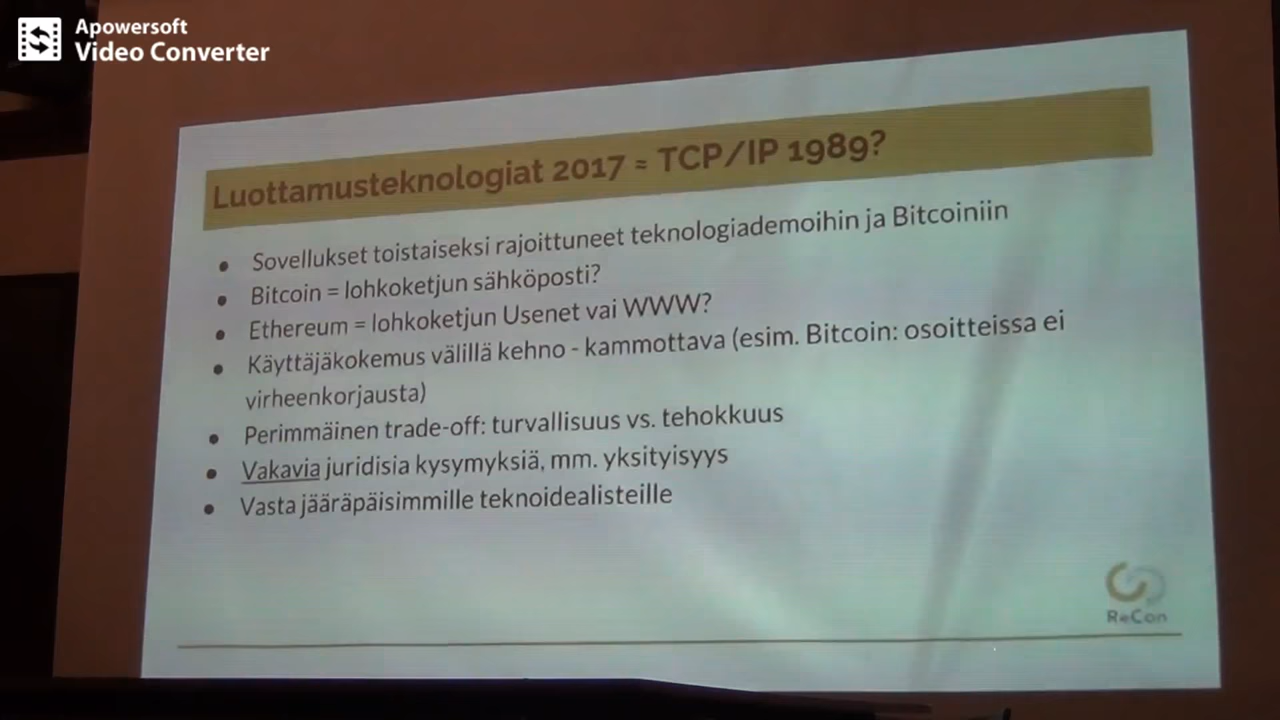 Apowersoft
Video Converter
Luottamusteknologiat 2017 ≈ TCP/IP 1989?
● Sovellukset toistaiseksi rajoittuneet teknologiademoihin ja Bitcoiniin
● Bitcoin = lohkoketjun sähköposti?
● Ethereum = lohkoketjun Usenet vai WWW?
● Käyttäjäkokemus välillä kehno - kammottava (esim. Bitcoin: osoitteissa ei
virheenkorjausta)
● Perimmäinen trade-off: turvallisuus vs. tehokkuus
● Vakavia juridisia kysymyksiä, mm. yksityisyys
● Vasta jääräpäisimmille teknoidealisteille
ReCon